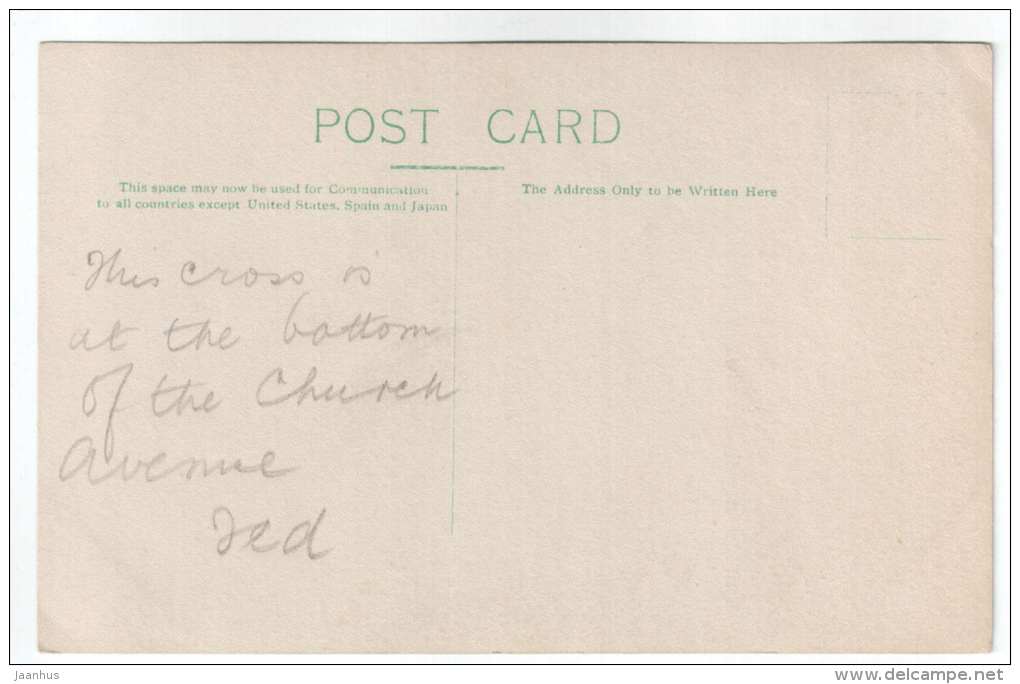 POST CARD
This space may now be used for Communication
to all countries except United States, Spain and Japan
The Address Only to be Written Here
This cross is
at the bottom
of the Church
Avenue
Ted
Jaanhus
delcampe.net